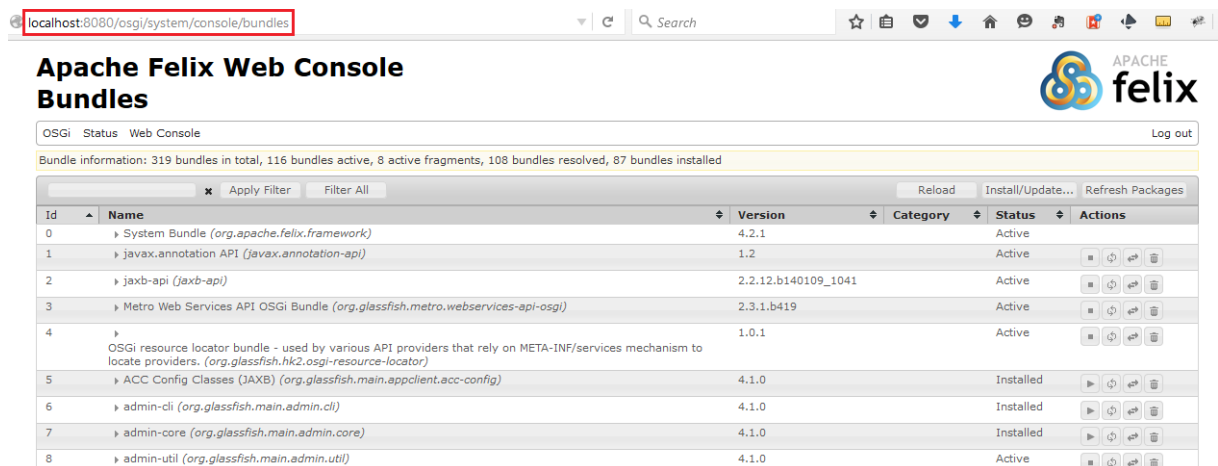 localhost:8080/osgi/system/console/bundles Search
Apache Felix Web Console
Bundles
APACHE
felix
OSGi Status Web Console Log out
Bundle information: 319 bundles in total, 116 bundles active, 8 active fragments, 108 bundles resolved, 87 bundles installed
Apply Filter Filter All Reload Install/Update... Refresh Packages
Id Name Version Category Status Actions
0 System Bundle (org.apache.felix.framework) 4.2.1 Active
1 javax.annotation API (javax.annotation-api) 1.2 Active
2 jaxb-api (jaxb-api) 2.2.12.b140109_1041 Active
3 Metro Web Services API OSGi Bundle (org.glassfish.metro.webservices-api-osgi) 2.3.1.b419 Active
4 1.0.1 Active
OSGi resource locator bundle - used by various API providers that rely on META-INF/services mechanism to
locate providers. (org.glassfish.hk2.osgi-resource-locator)
5 ACC Config Classes (JAXB) (org.glassfish.main.appclient.acc-config) 4.1.0 Installed
6 admin-cli (org.glassfish.main.admin.cli) 4.1.0 Installed
7 admin-core (org.glassfish.main.admin.core) 4.1.0 Installed
8 admin-util (org.glassfish.main.admin.util) 4.1.0 Active